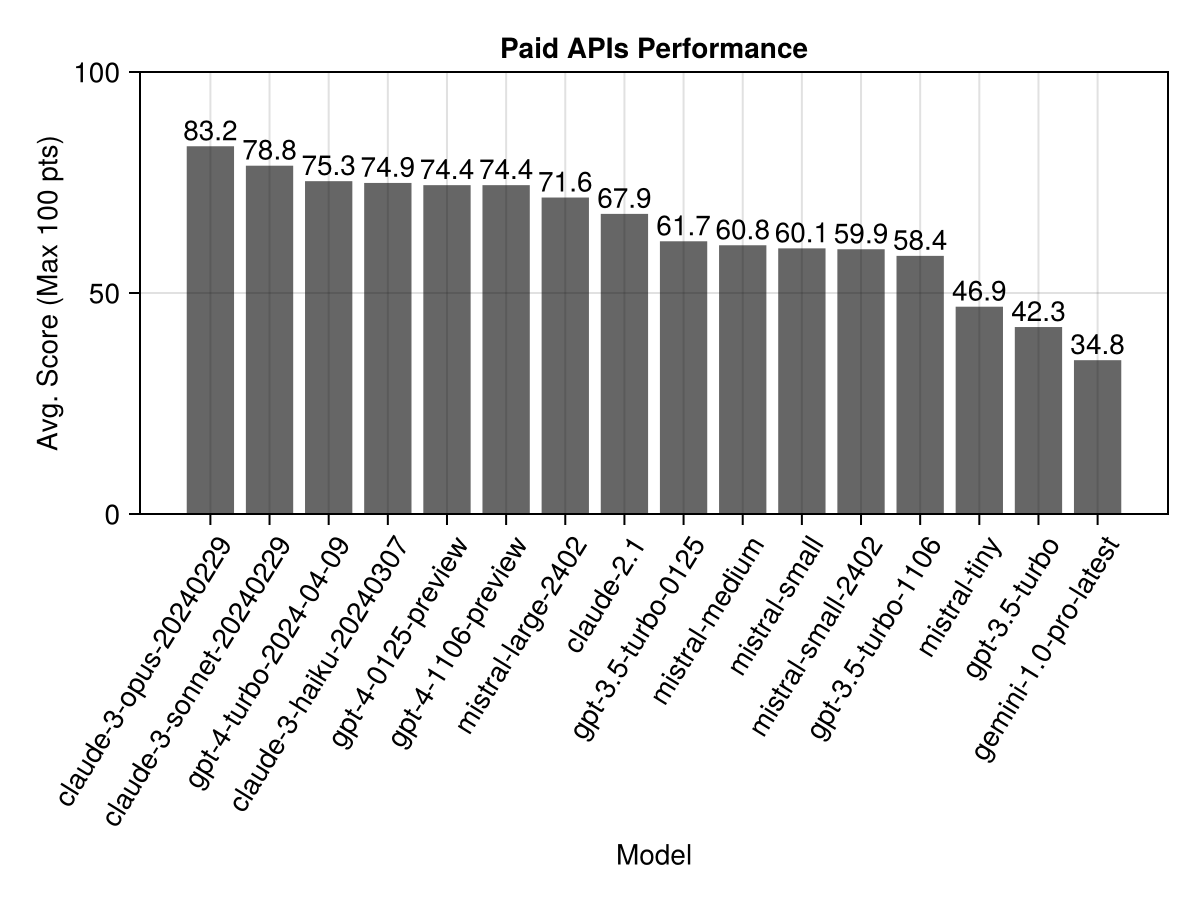 Paid APIs Performance
Avg. Score (Max 100 pts)
100
50
0
83.2
78.8
75.3
74.9
74.4
74.4
71.6
67.9
61.7
60.8
60.1
59.9
58.4
46.9
42.3
34.8
claude-3-opus-20240229
claude-3-sonnet-20240229
gpt-4-turbo-2024-04-09
claude-3-haiku-20240307
gpt-4-0125-preview
gpt-4-1106-preview
mistral-large-2402
claude-2.1
gpt-3.5-turbo-0125
mistral-medium
mistral-small
mistral-small-2402
gpt-3.5-turbo-1106
mistral-tiny
gpt-3.5-turbo
gemini-1.0-pro-latest
Model